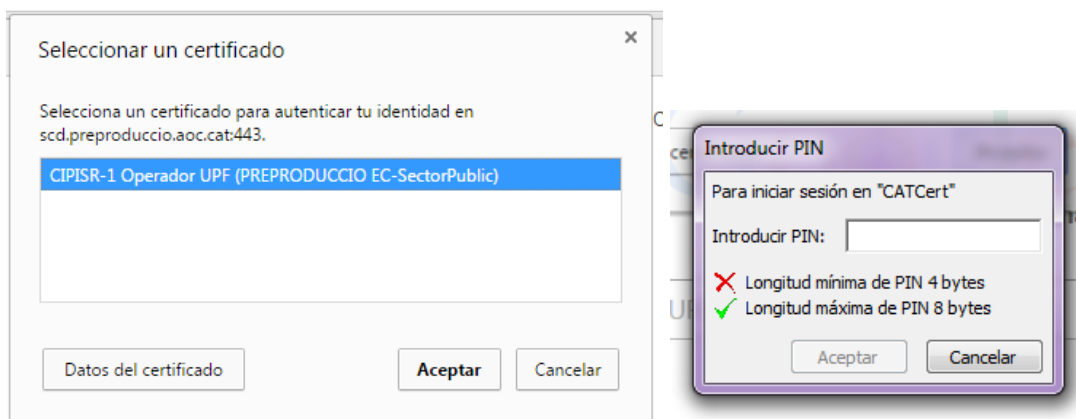 Seleccionar un certificado
Selecciona un certificado para autenticar tu identidad en
scd.preproduccio.aoc.cat:443.
CIPISR-1 Operador UPF (PREPRODUCCIO EC-SectorPublic)
Datos del certificado
Aceptar
Cancelar
Introducir PIN
Para iniciar sesión en "CATCert"
Introducir PIN:
Longitud mínima de PIN 4 bytes
Longitud máxima de PIN 8 bytes
Aceptar
Cancelar